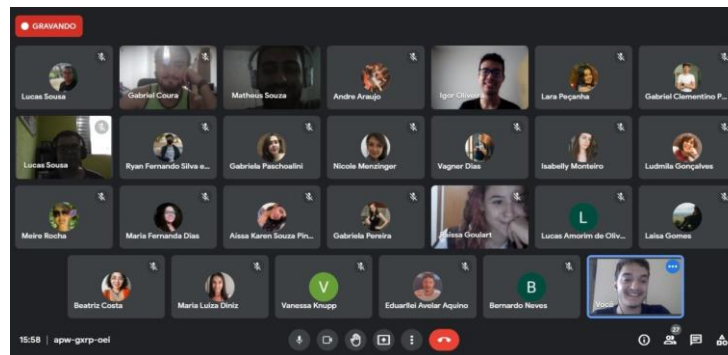 GRAVANDO
Lucas Sousa
Gabriel Coura
Matheus Souza
Andre Araujo
Igor Oliveira
Lara Peçanha
Gabriel Clementino P...
Lucas Sousa
Ryan Fernando Silva e...
Gabriela Paschoalini
Nicole Menzinger
Vagner Dias
Isabelly Monteiro
Ludmila Gonçalves
Meire Rocha
Maria Fernanda Dias
Aissa Karen Souza Pin...
Gabriela Pereira
Raissa Goulart
L
Lucas Amorim de Oliv...
Laisa Gomes
Beatriz Costa
Maria Luiza Diniz
V
Vanessa Knupp
Eduarllei Avelar Aquino
B
Bernardo Neves
Você
15:58 | apw-gxrp-oei
27